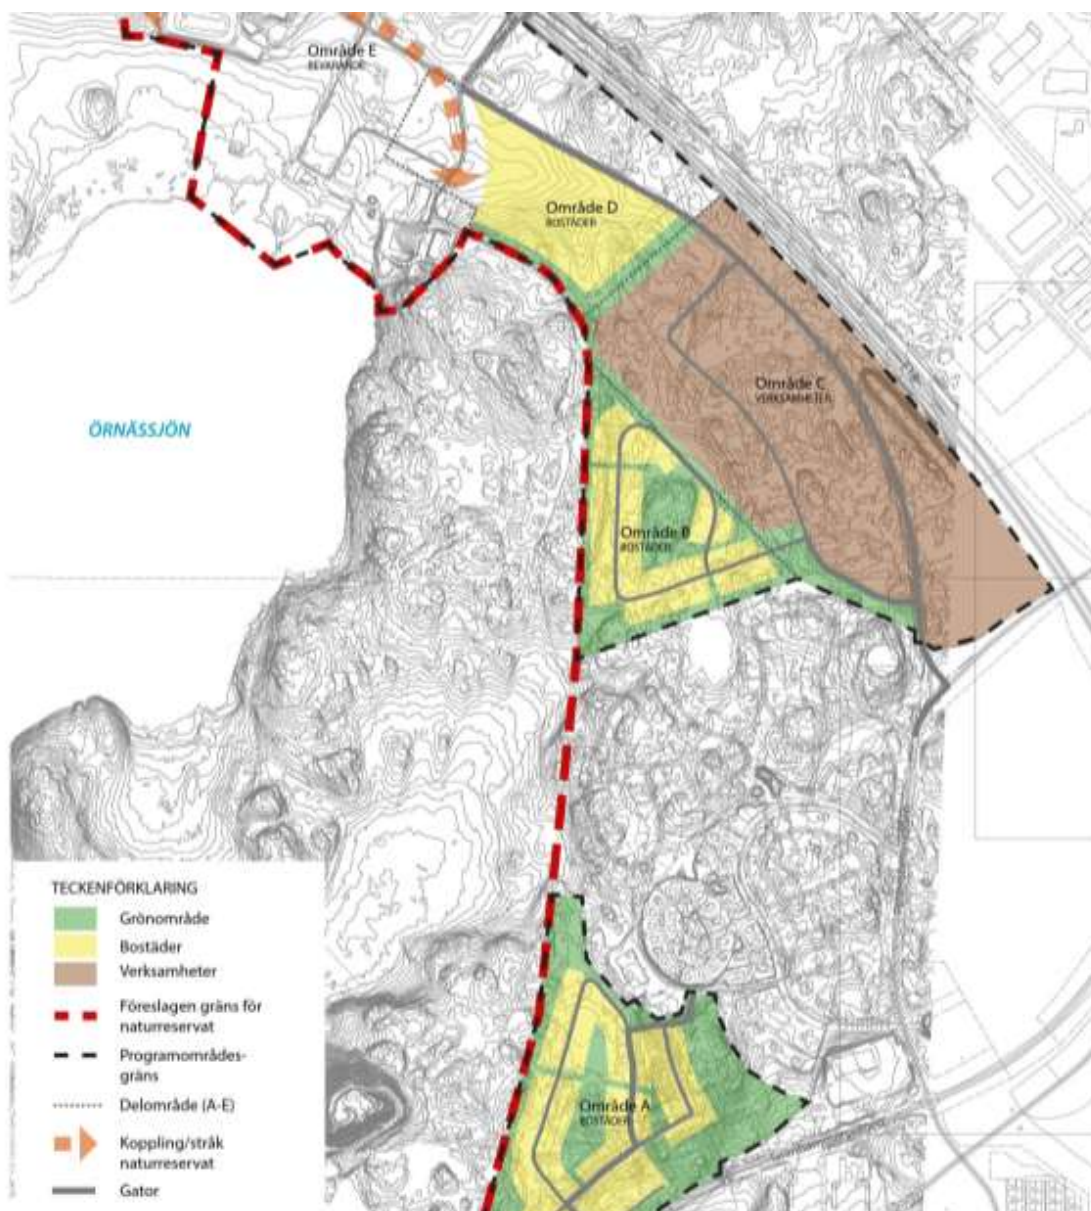 Område E
BEVARANDE
Område D
BOSTÄDER
Område C
VERKSAMHETER
ÖRNÄSSJÖN
Område B
BOSTÄDER
Område A
BOSTÄDER
TECKENFÖRKLARING
Grönområde
Bostäder
Verksamheter
Föreslagen gräns för
naturreservat
Programområdes-
gräns
Delområde (A-E)
Koppling/stråk
naturreservat
Gator